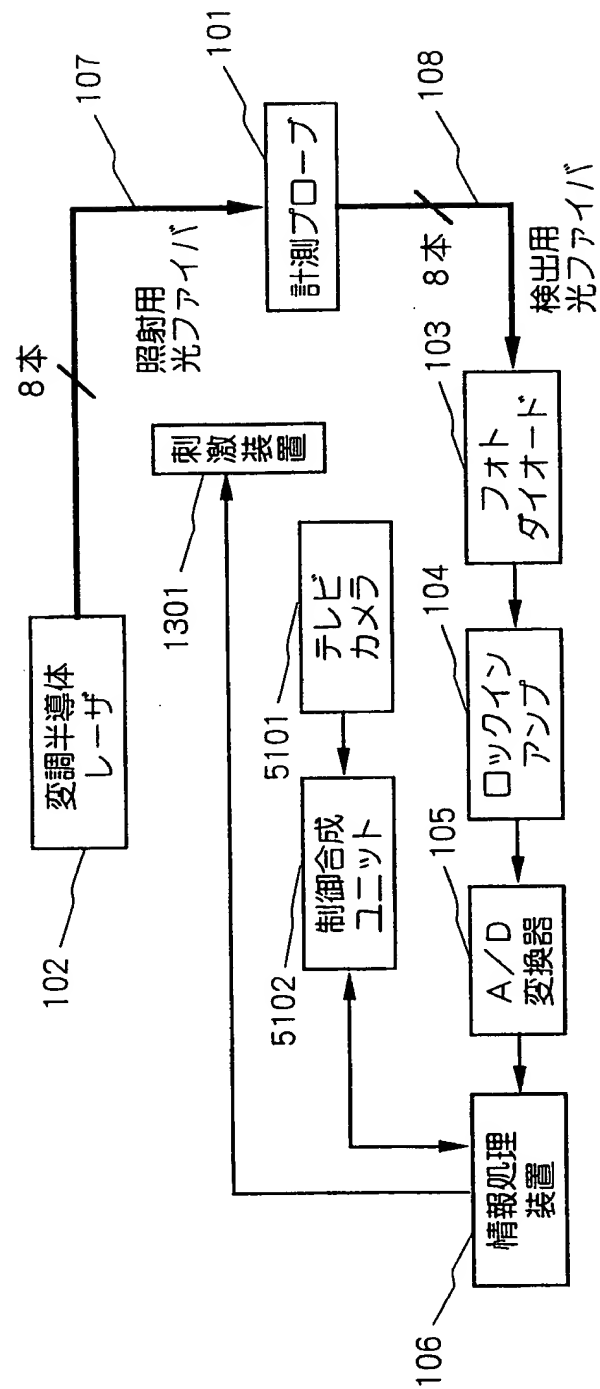 102
変調半導体
レーザ
8本
107
照射用
光ファイバ
101
計測プローブ
1301
刺激装置
5101
テレビ
カメラ
5102
制御合成
ユニット
8本
108
検出用
光ファイバ
103
フォト
ダイオード
104
ロックイン
アンプ
105
A/D
変換器
106
情報処理
装置